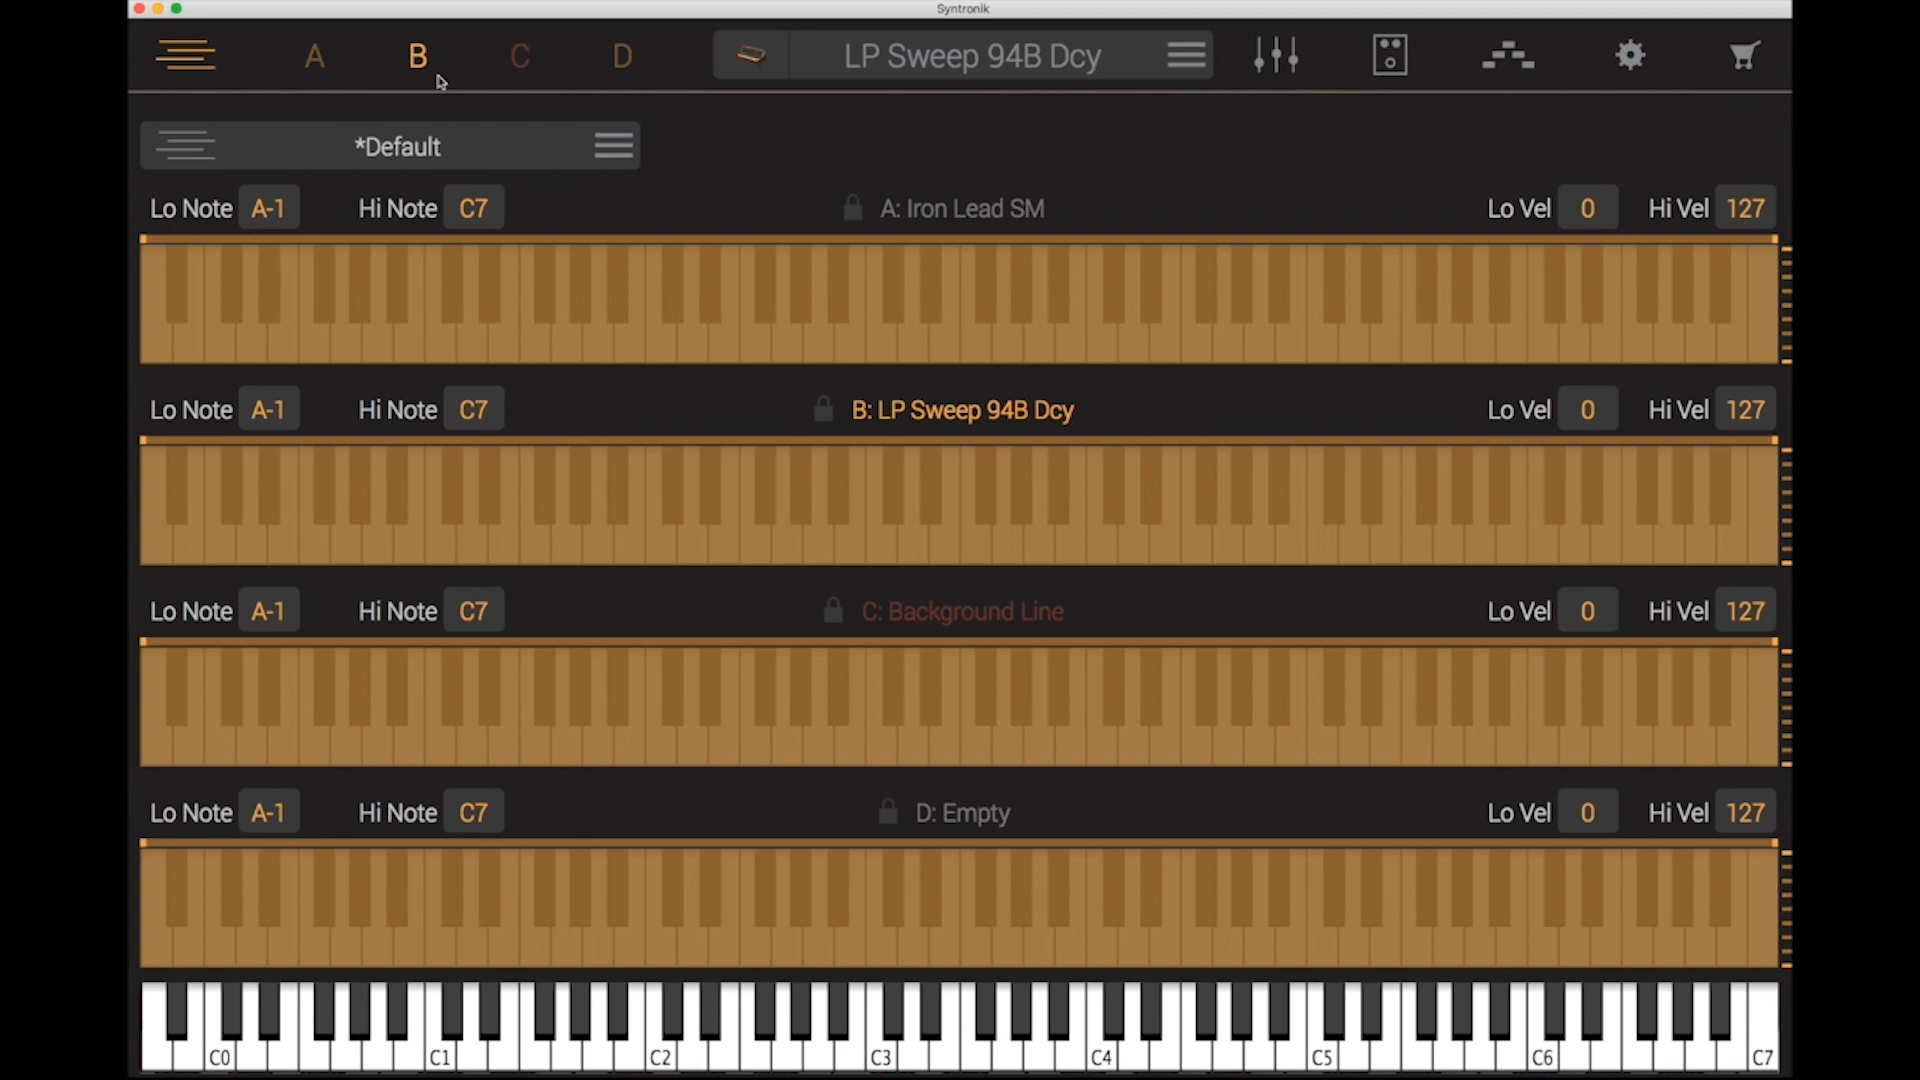 Syntronik
A B C D LP Sweep 94B Dcy
*Default
Lo Note A-1 Hi Note C7 A: Iron Lead SM Lo Vel 0 Hi Vel 127
Lo Note A-1 Hi Note C7 B: LP Sweep 94B Dcy Lo Vel 0 Hi Vel 127
Lo Note A-1 Hi Note C7 C: Background Line Lo Vel 0 Hi Vel 127
Lo Note A-1 Hi Note C7 D: Empty Lo Vel 0 Hi Vel 127
C0 C1 C2 C3 C4 C5 C6 C7